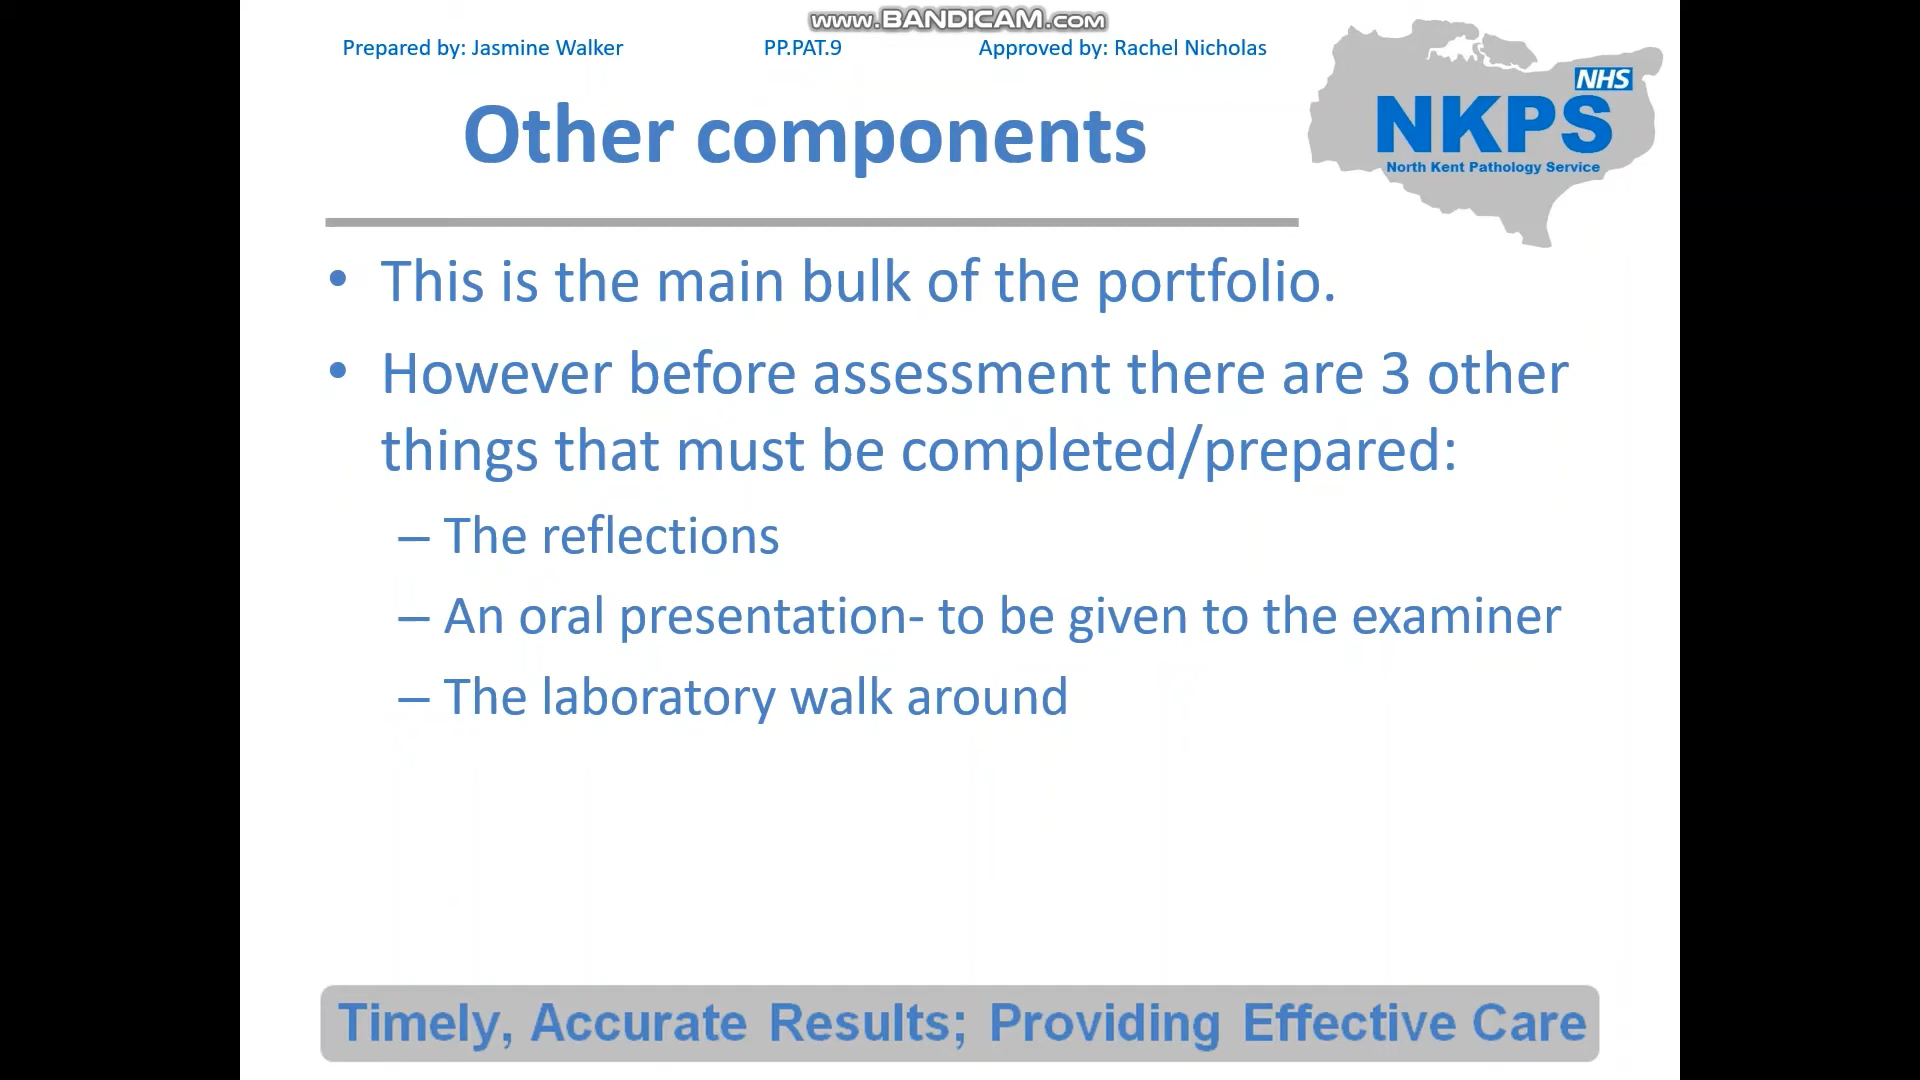 www.BANDICAM.com
Prepared by: Jasmine Walker PP.PAT.9 Approved by: Rachel Nicholas
NHS
NKPS
North Kent Pathology Service
Other components
• This is the main bulk of the portfolio.
• However before assessment there are 3 other
things that must be completed/prepared:
– The reflections
– An oral presentation- to be given to the examiner
– The laboratory walk around
Timely, Accurate Results; Providing Effective Care